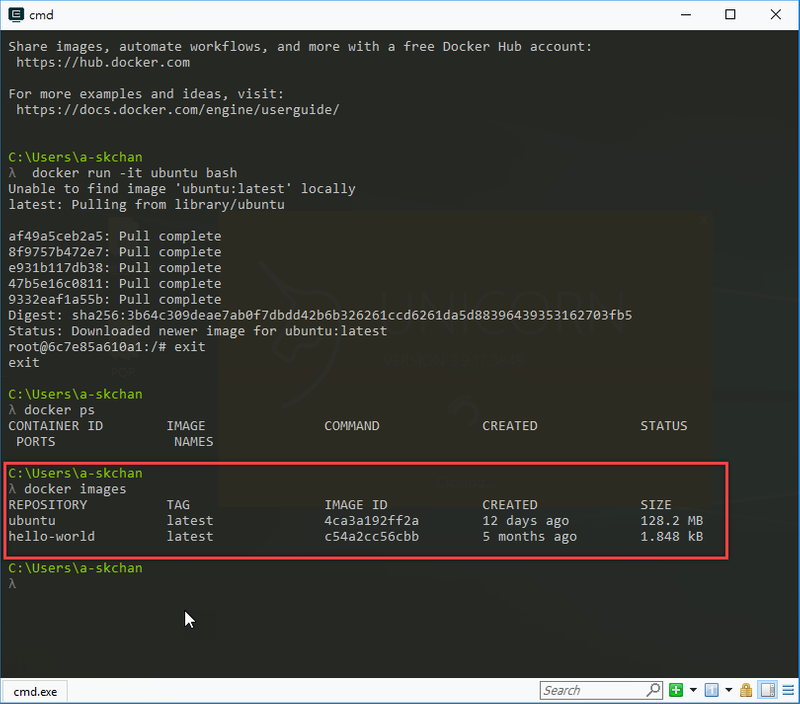 cmd
Share images, automate workflows, and more with a free Docker Hub account:
https://hub.docker.com
For more examples and ideas, visit:
https://docs.docker.com/engine/userguide/
C:\Users\a-skchan
λ  docker run -it ubuntu bash
Unable to find image 'ubuntu:latest' locally
latest: Pulling from library/ubuntu
af49a5ceb2a5: Pull complete
8f9757b472e7: Pull complete
e931b117db38: Pull complete
47b5e16c0811: Pull complete
9332eaf1a55b: Pull complete
Digest: sha256:3b64c309deae7ab0f7dbdd42b6b326261ccd6261da5d88396439353162703fb5
Status: Downloaded newer image for ubuntu:latest
root@6c7e85a610a1:/# exit
exit
C:\Users\a-skchan
λ docker ps
CONTAINER ID        IMAGE               COMMAND             CREATED             STATUS
PORTS               NAMES
C:\Users\a-skchan
λ docker images
REPOSITORY          TAG                 IMAGE ID            CREATED             SIZE
ubuntu              latest              4ca3a192ff2a        12 days ago         128.2 MB
hello-world         latest              c54a2cc56cbb        5 months ago        1.848 kB
C:\Users\a-skchan
λ
UNICORN
cmd.exe
Search